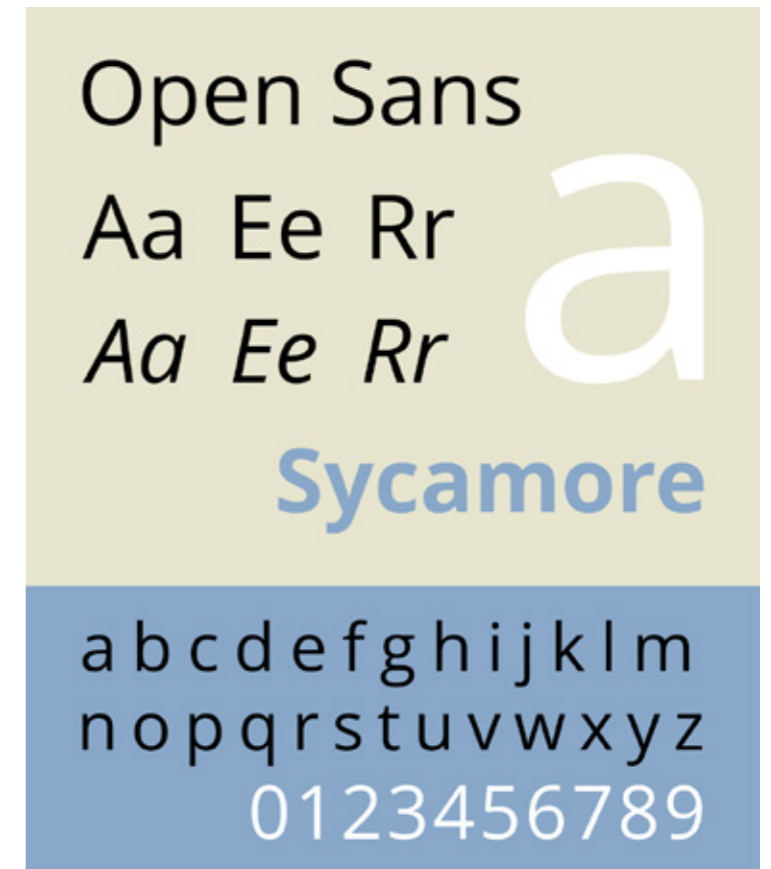 Open Sans
Aa Ee Rr
a
Aa Ee Rr
Sycamore
a b c d e f g h i j k l m
n o p q r s t u v w x y z
0123456789